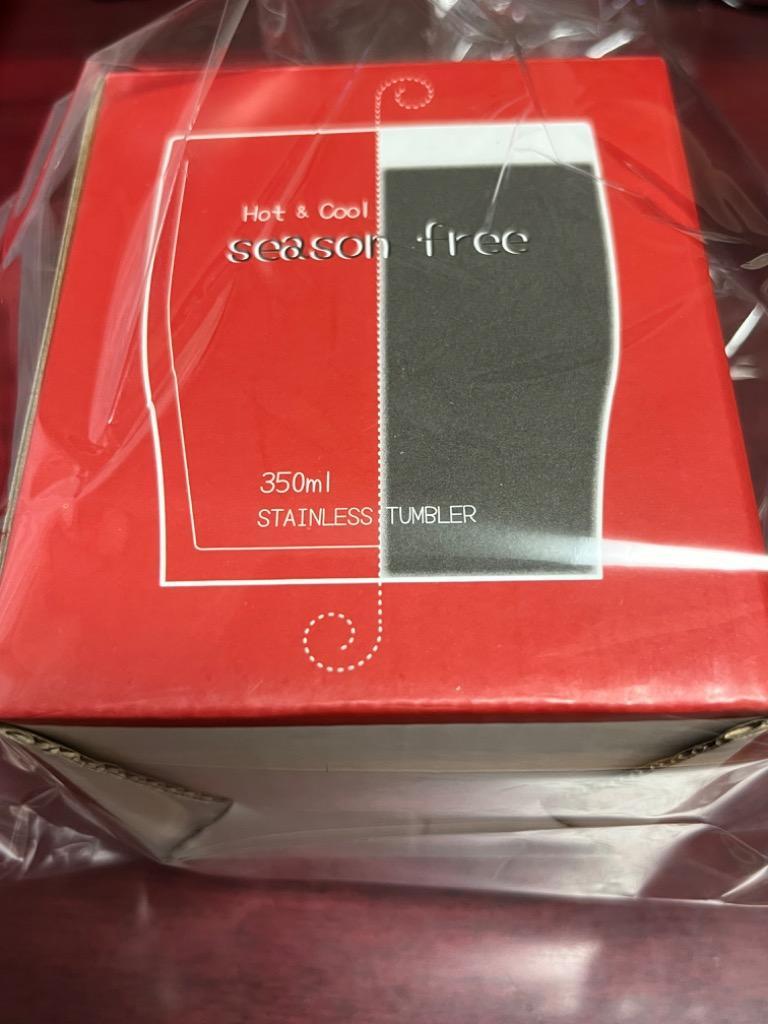 Hot & Cool
season free
350ml
STAINLESS TUMBLER